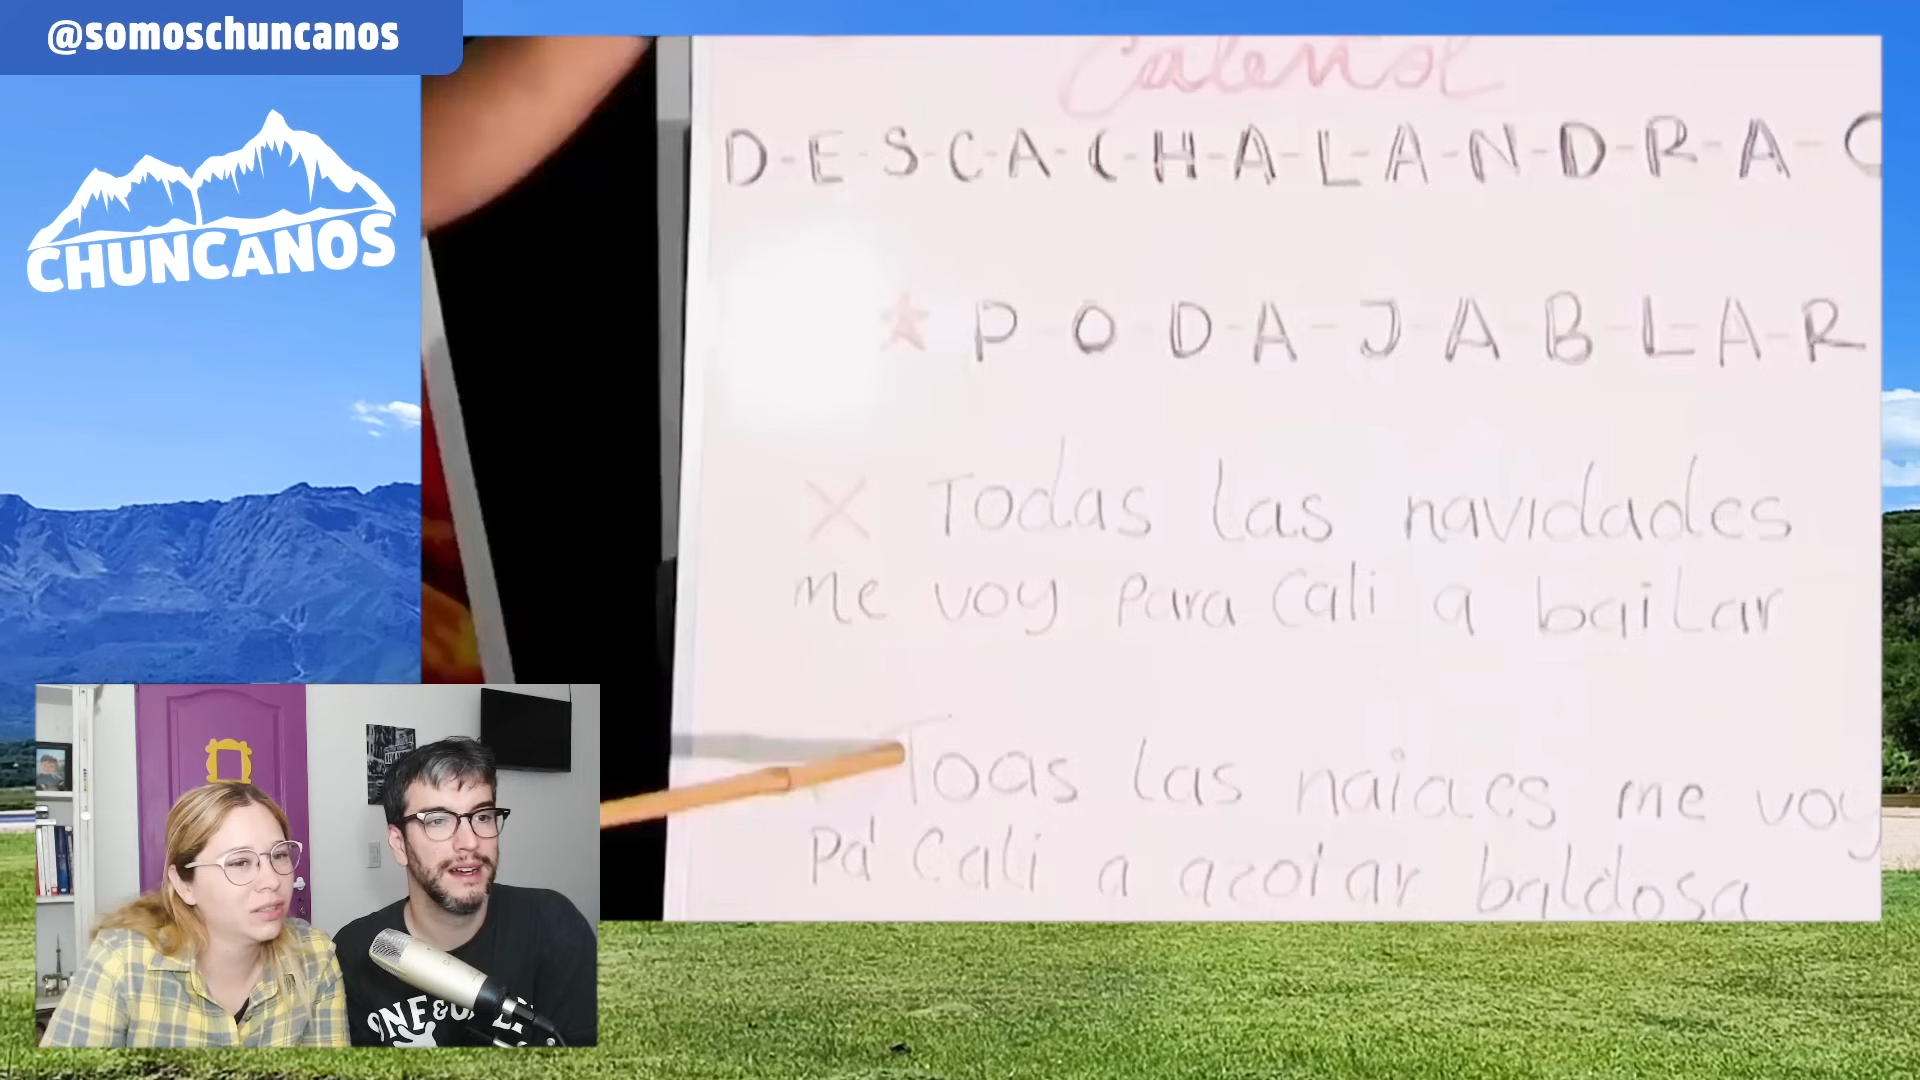 @somoschuncanos
CHUNCANOS
Caleñol
D-E-S-C-A-C-H-A-L-A-N-D-R-A-
P-O-D-A-J-A-B-L-A-R
X Todas las navidades
me voy para Cali a bailar
Toas las naiaes me voy
Pa' Cali a azotar baldosa